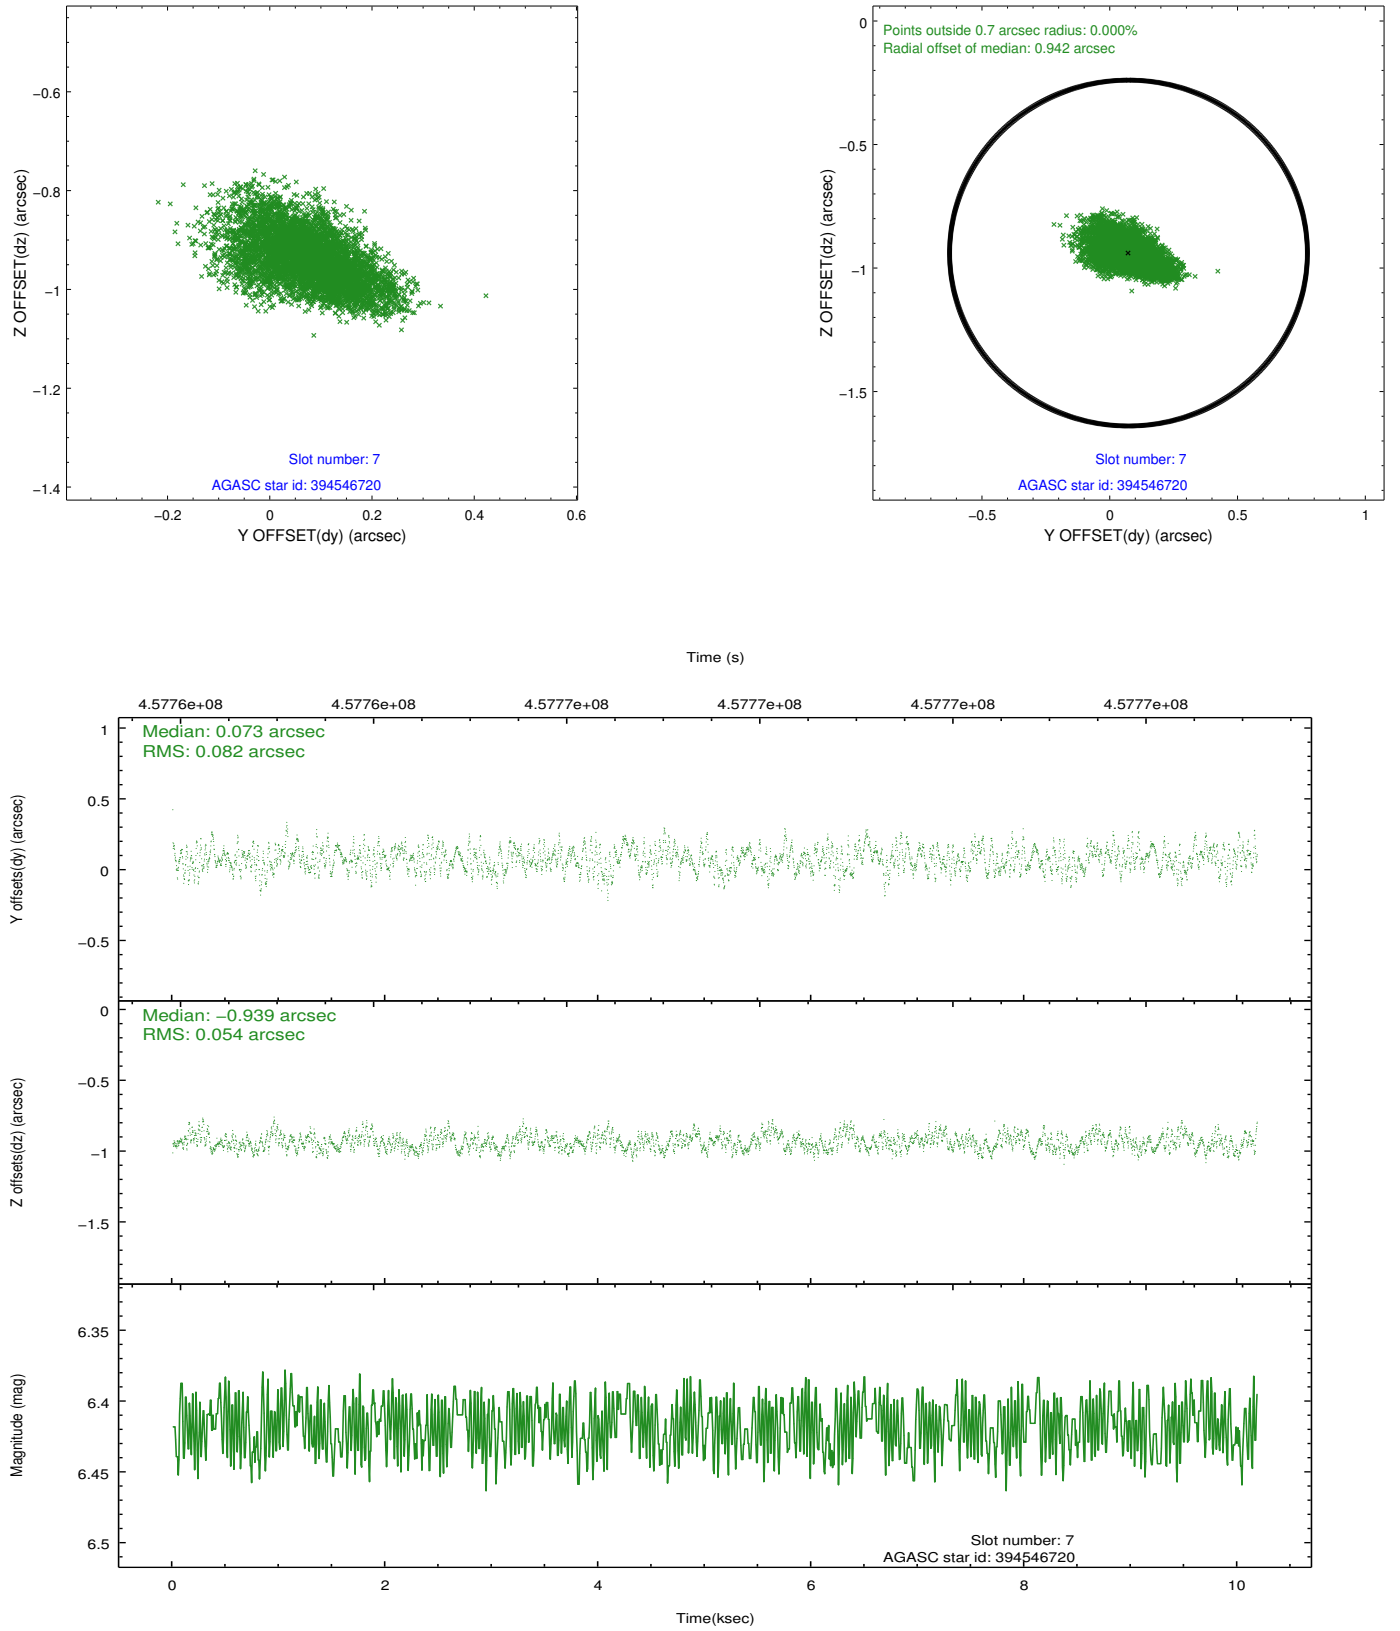 −0.6
−0.8
−1
−1.2
−1.4
Z OFFSET(dz) (arcsec)
Slot number: 7
AGASC star id: 394546720
−0.2
0
0.2
0.4
0.6
Y OFFSET(dy) (arcsec)
Points outside 0.7 arcsec radius: 0.000%
Radial offset of median: 0.942 arcsec
0
−0.5
−1
−1.5
Z OFFSET(dz) (arcsec)
Slot number: 7
AGASC star id: 394546720
−0.5
0
0.5
1
Y OFFSET(dy) (arcsec)
Time (s)
4.5776e+08
4.5776e+08
4.5777e+08
4.5777e+08
4.5777e+08
4.5777e+08
Median: 0.073 arcsec
RMS: 0.082 arcsec
1
0.5
0
−0.5
Y offsets(dy) (arcsec)
Median: −0.939 arcsec
RMS: 0.054 arcsec
0
−0.5
−1
−1.5
Z offsets(dz) (arcsec)
6.35
6.4
6.45
6.5
Magnitude (mag)
Slot number: 7
AGASC star id: 394546720
0
2
4
6
8
10
Time(ksec)